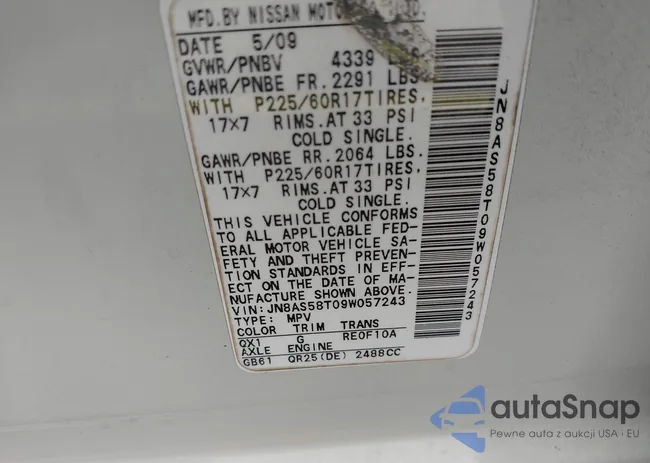 MFD.BY NISSAN MOTOR CO., LTD.
DATE 5/09
GVWR/PNBV 4339 LBS.
GAWR/PNBE FR. 2291 LBS.
WITH P225/60R17TIRES,
17x7 RIMS.AT 33 PSI
COLD SINGLE.
GAWR/PNBE RR. 2064 LBS.
WITH P225/60R17TIRES,
17x7 RIMS.AT 33 PSI
COLD SINGLE.
THIS VEHICLE CONFORMS
TO ALL APPLICABLE FED-
ERAL MOTOR VEHICLE SA-
FETY AND THEFT PREVEN-
TION STANDARDS IN EFF-
ECT ON THE DATE OF MA-
NUFACTURE SHOWN ABOVE.
VIN:JN8AS58T09W057243
TYPE: MPV
COLOR TRIM TRANS
QX1 G RE0F10A
AXLE ENGINE
GB61 QR25(DE) 2488CC
JN8AS58T09W057243
autaSnap
Pewne auta z aukcji USA · EU